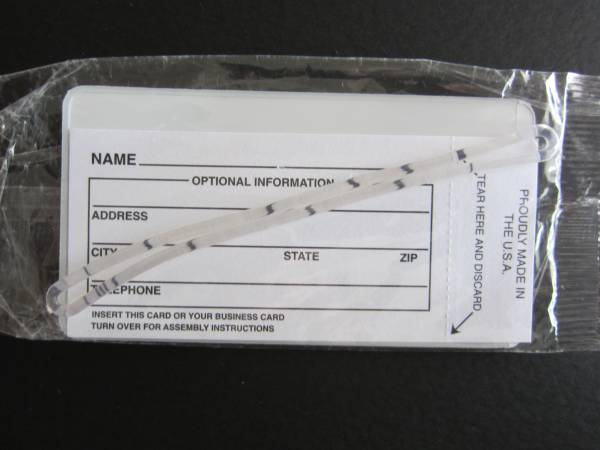 NAME
OPTIONAL INFORMATION
ADDRESS
CITY STATE ZIP
TELEPHONE
INSERT THIS CARD OR YOUR BUSINESS CARD
TURN OVER FOR ASSEMBLY INSTRUCTIONS
TEAR HERE AND DISCARD
PROUDLY MADE IN
THE U.S.A.